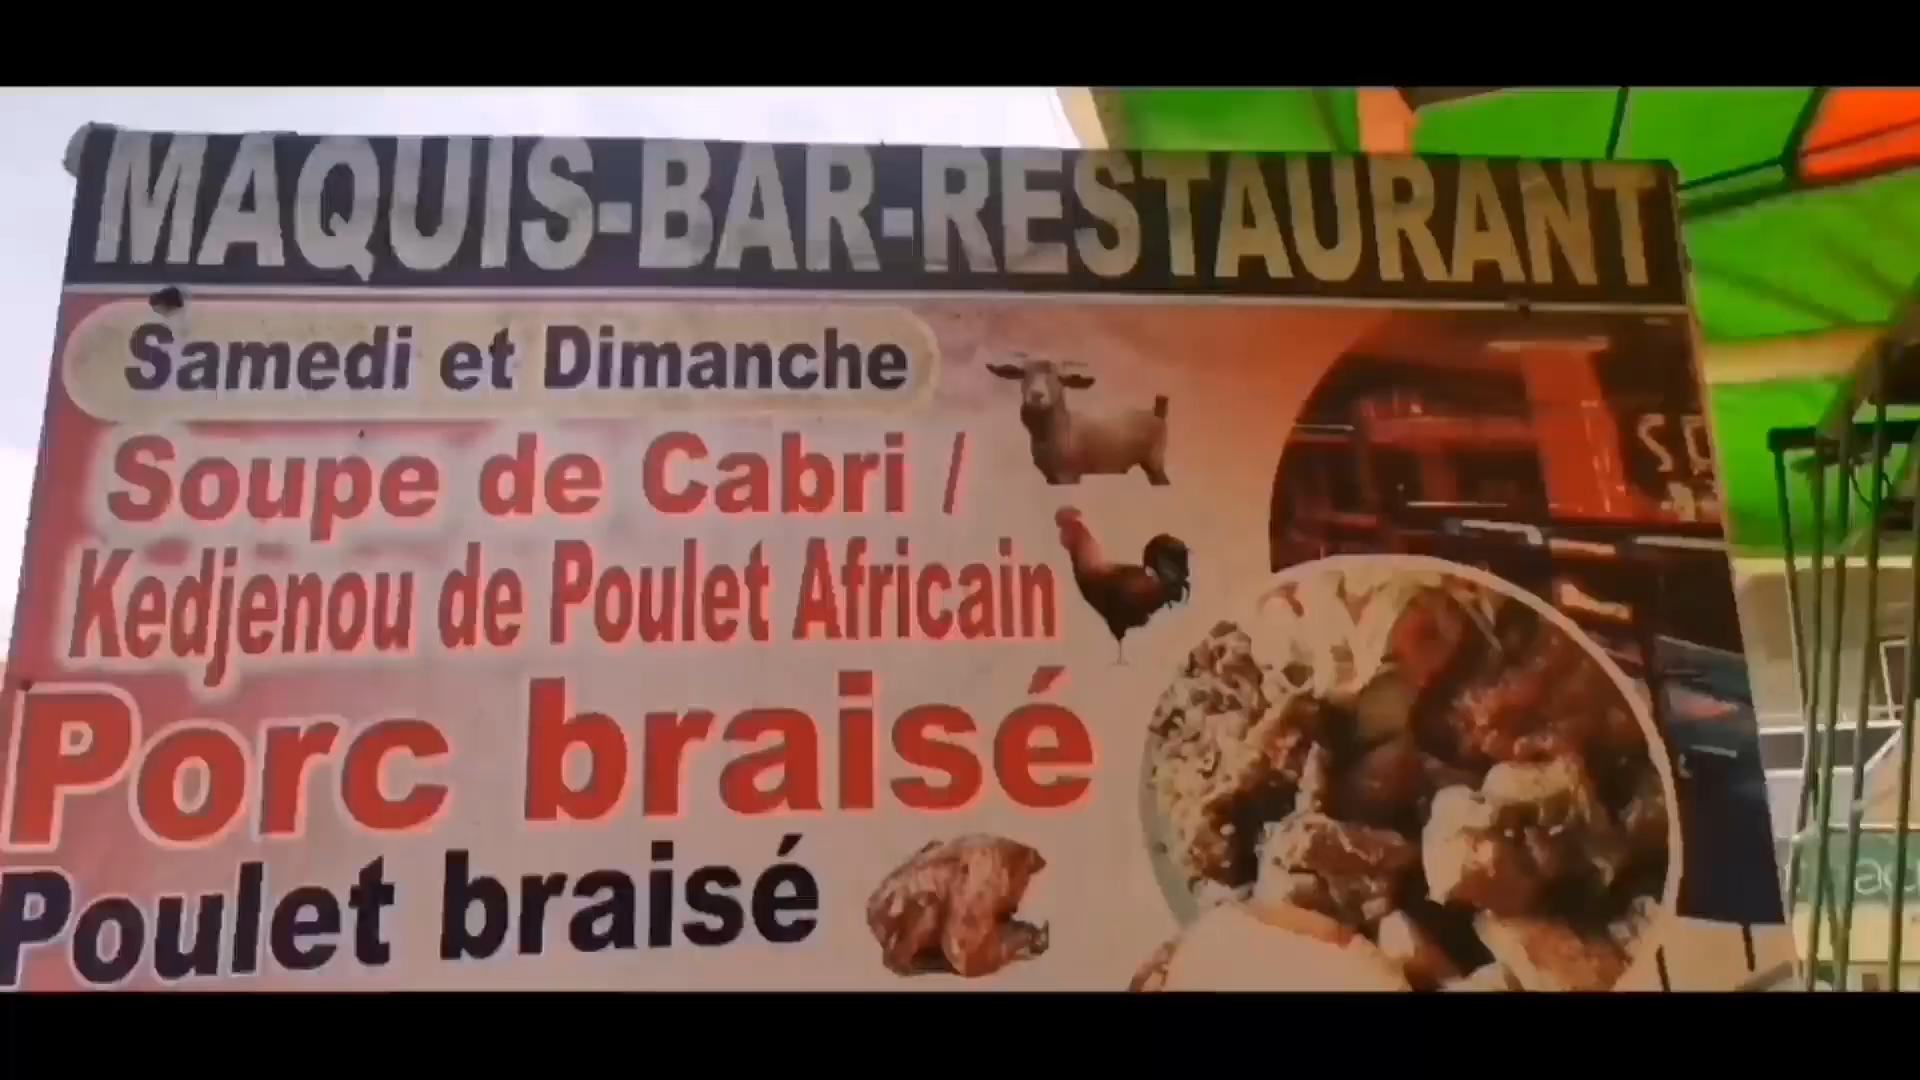 MAQUIS-BAR-RESTAURANT
Samedi et Dimanche
Soupe de Cabri /
Kedjenou de Poulet Africain
Porc braisé
Poulet braisé